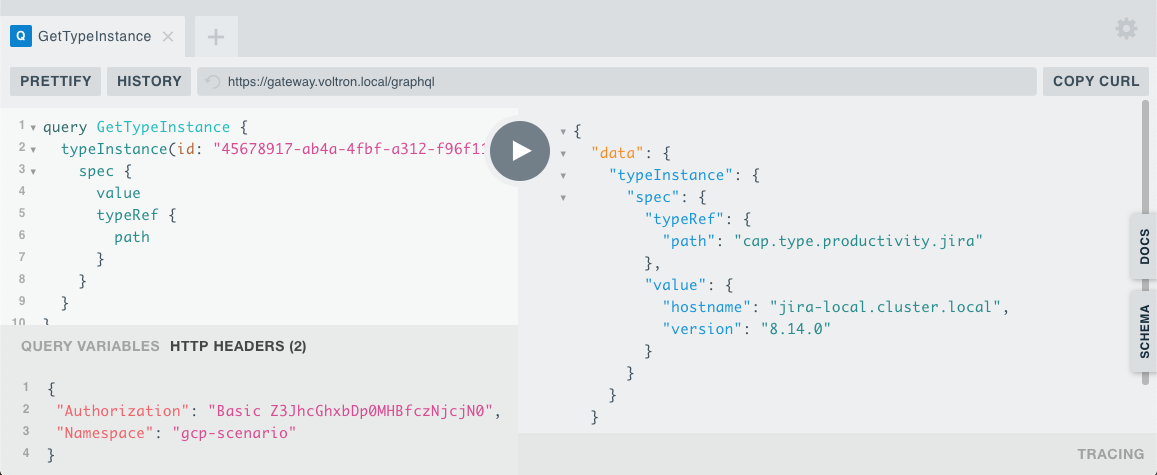 Q GetTypeInstance
PRETTIFY HISTORY https://gateway.voltron.local/graphql COPY CURL
1 query GetTypeInstance {
2 typeInstance(id: "45678917-ab4a-4fbf-a312-f96f11
3 spec {
4 value
5 typeRef {
6 path
7 }
8 }
9 }
10 }
QUERY VARIABLES HTTP HEADERS (2)
1 {
2 "Authorization": "Basic Z3JhcGhxbDp0MHBfczNjcjN0",
3 "Namespace": "gcp-scenario"
4 }
{
"data": {
"typeInstance": {
"spec": {
"typeRef": {
"path": "cap.type.productivity.jira"
},
"value": {
"hostname": "jira-local.cluster.local",
"version": "8.14.0"
}
}
}
}
DOCS
SCHEMA
TRACING